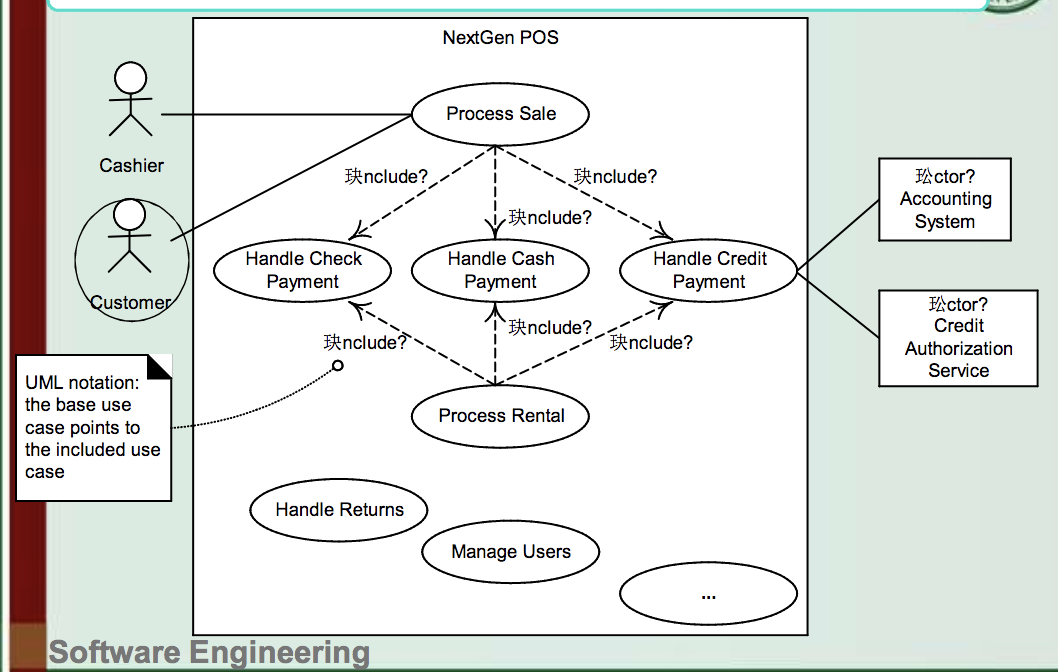 NextGen POS
Process Sale
Cashier
玦nclude?
玦nclude?
玦nclude?
玜ctor?
Accounting
System
Handle Check
Payment
Handle Cash
Payment
Handle Credit
Payment
Customer
玜ctor?
Credit
Authorization
Service
玦nclude?
玦nclude?
玦nclude?
UML notation:
the base use
case points to
the included use
case
Process Rental
Handle Returns
Manage Users
...
Software Engineering